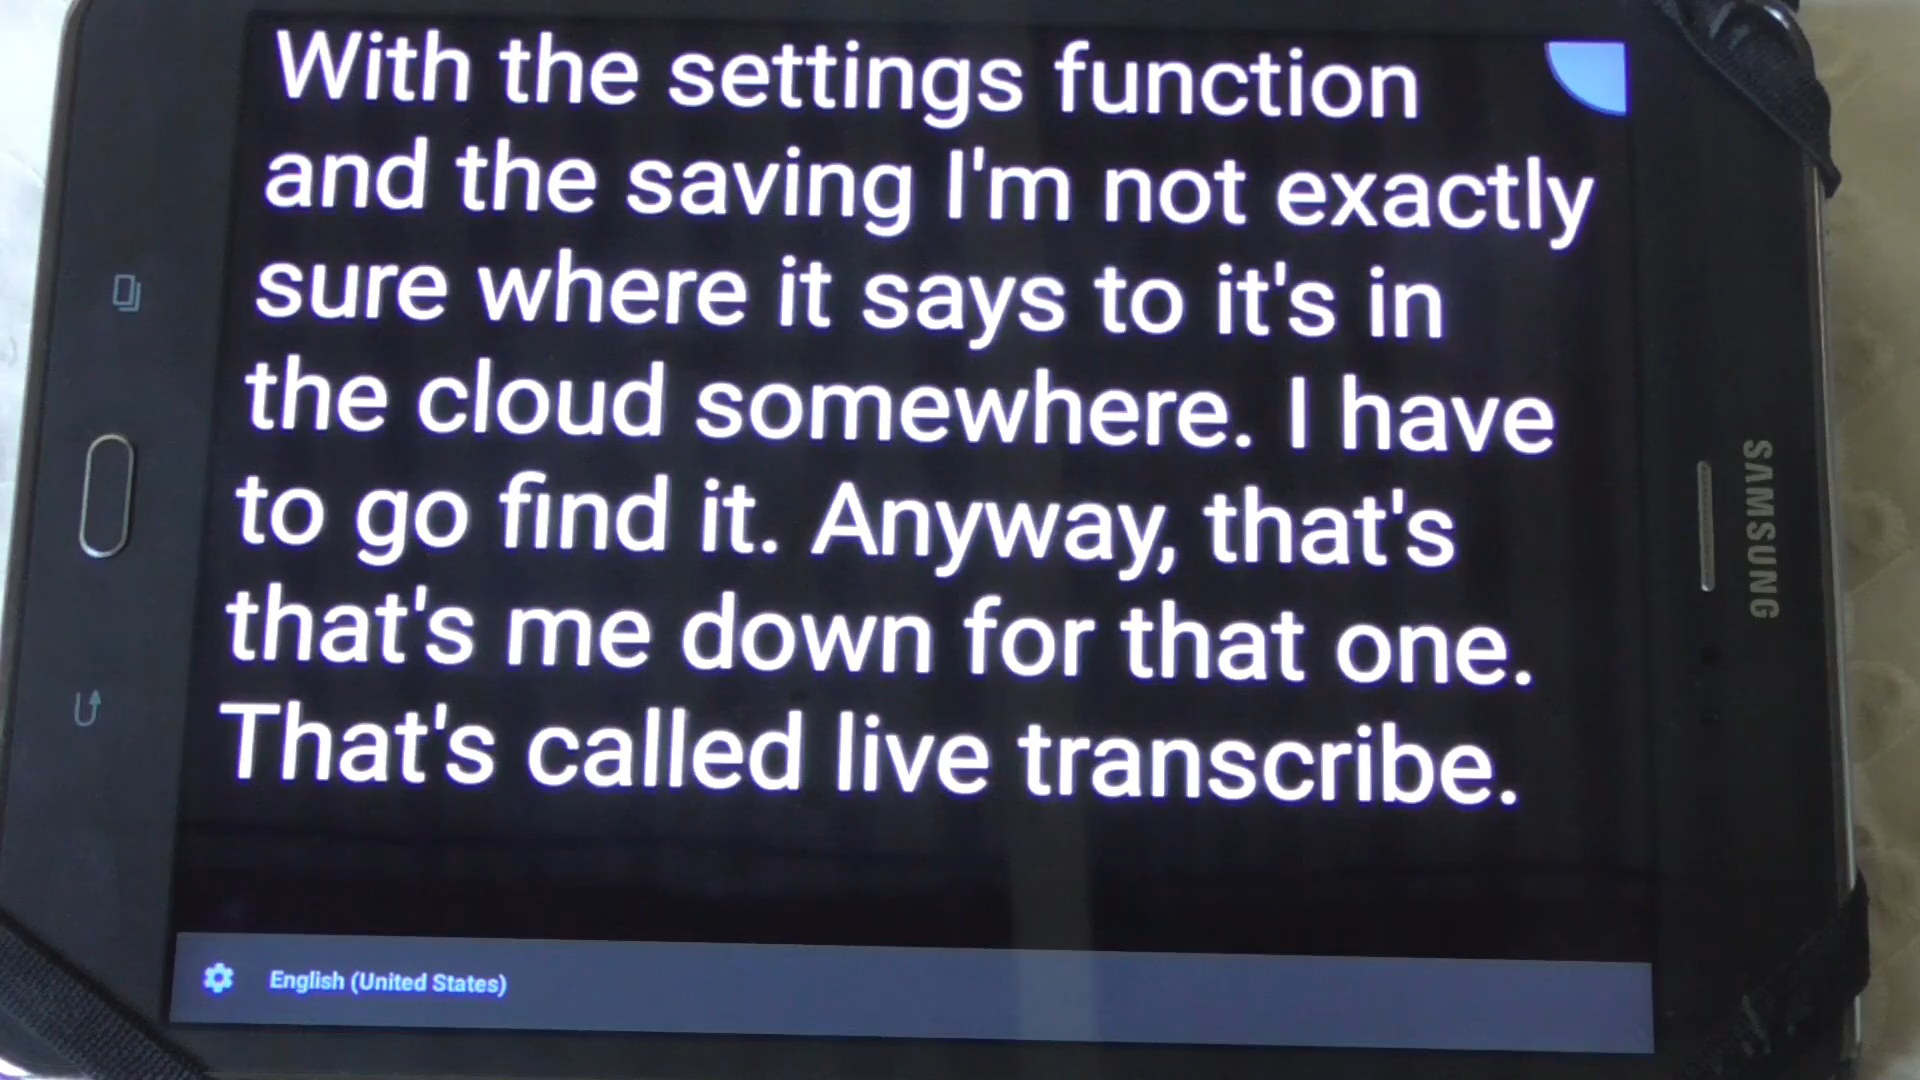 With the settings function
and the saving I'm not exactly
sure where it says to it's in
the cloud somewhere. I have
to go find it. Anyway, that's
that's me down for that one.
That's called live transcribe.
English (United States)
SAMSUNG